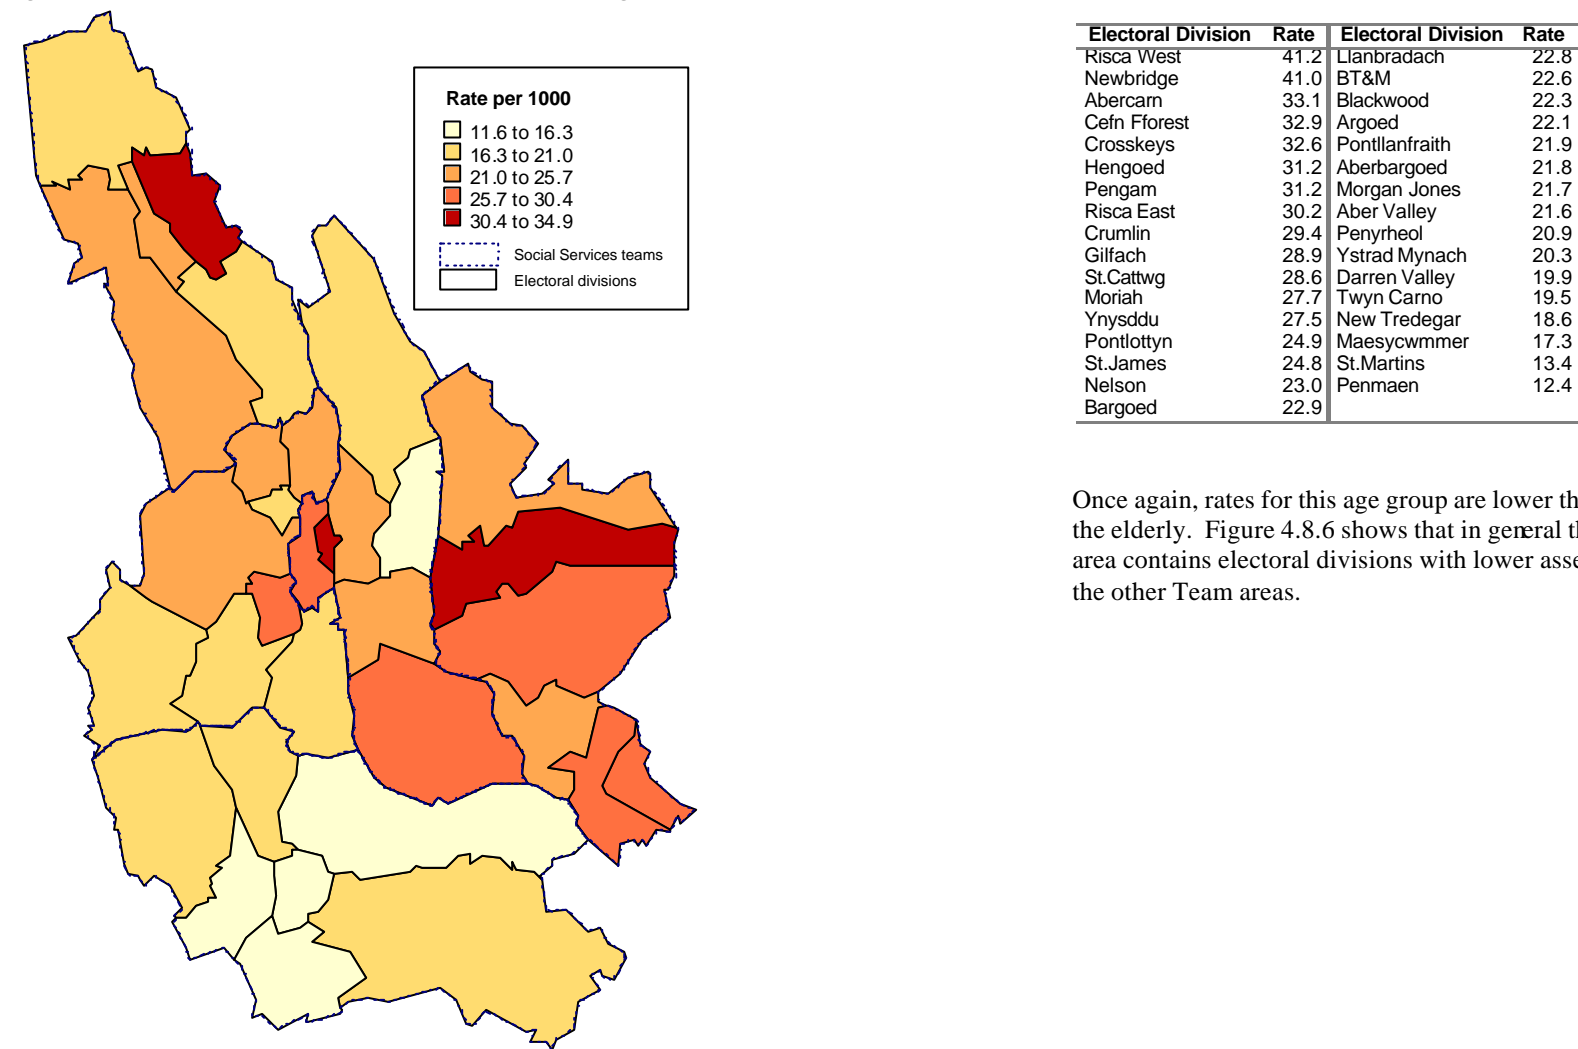 Rate per 1000
11.6 to 16.3
16.3 to 21.0
21.0 to 25.7
25.7 to 30.4
30.4 to 34.9
Social Services teams
Electoral divisions
Electoral Division Rate Electoral Division Rate
Risca West 41.2 Llanbradach 22.8
Newbridge 41.0 BT&M 22.6
Abercarn 33.1 Blackwood 22.3
Cefn Fforest 32.9 Argoed 22.1
Crosskeys 32.6 Pontllanfraith 21.9
Hengoed 31.2 Aberbargoed 21.8
Pengam 31.2 Morgan Jones 21.7
Risca East 30.2 Aber Valley 21.6
Crumlin 29.4 Penyrheol 20.9
Gilfach 28.9 Ystrad Mynach 20.3
St.Cattwg 28.6 Darren Valley 19.9
Moriah 27.7 Twyn Carno 19.5
Ynysddu 27.5 New Tredegar 18.6
Pontlottyn 24.9 Maesycwmmer 17.3
St.James 24.8 St.Martins 13.4
Nelson 23.0 Penmaen 12.4
Bargoed 22.9
Once again, rates for this age group are lower th
the elderly. Figure 4.8.6 shows that in general th
area contains electoral divisions with lower asse
the other Team areas.